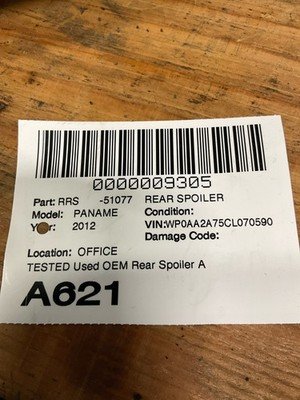 0000009305
Part: RRS -51077 REAR SPOILER
Model: PANAME Condition:
Year: 2012 VIN:WP0AA2A75CL070590
Damage Code:
Location: OFFICE
TESTED Used OEM Rear Spoiler A
A621